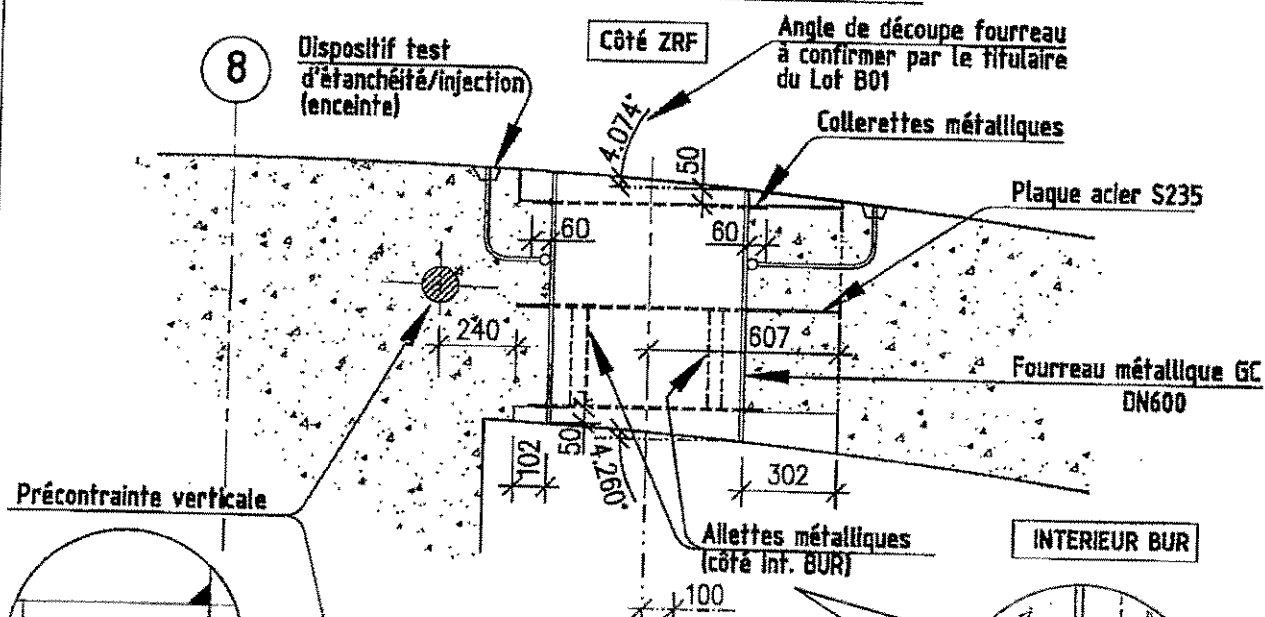 8
Dispositif test
d'étanchéité/injection
(enceinte)
Côté ZRF
Angle de découpe fourreau
à confirmer par le titulaire
du Lot B01
4.074°
50
Collerettes métalliques
Plaque acier S235
60
60
240
607
Fourreau métallique GC
DN600
102
50
4.260°
302
Précontrainte verticale
Ailettes métalliques
(côté Int. BUR)
INTERIEUR BUR
100